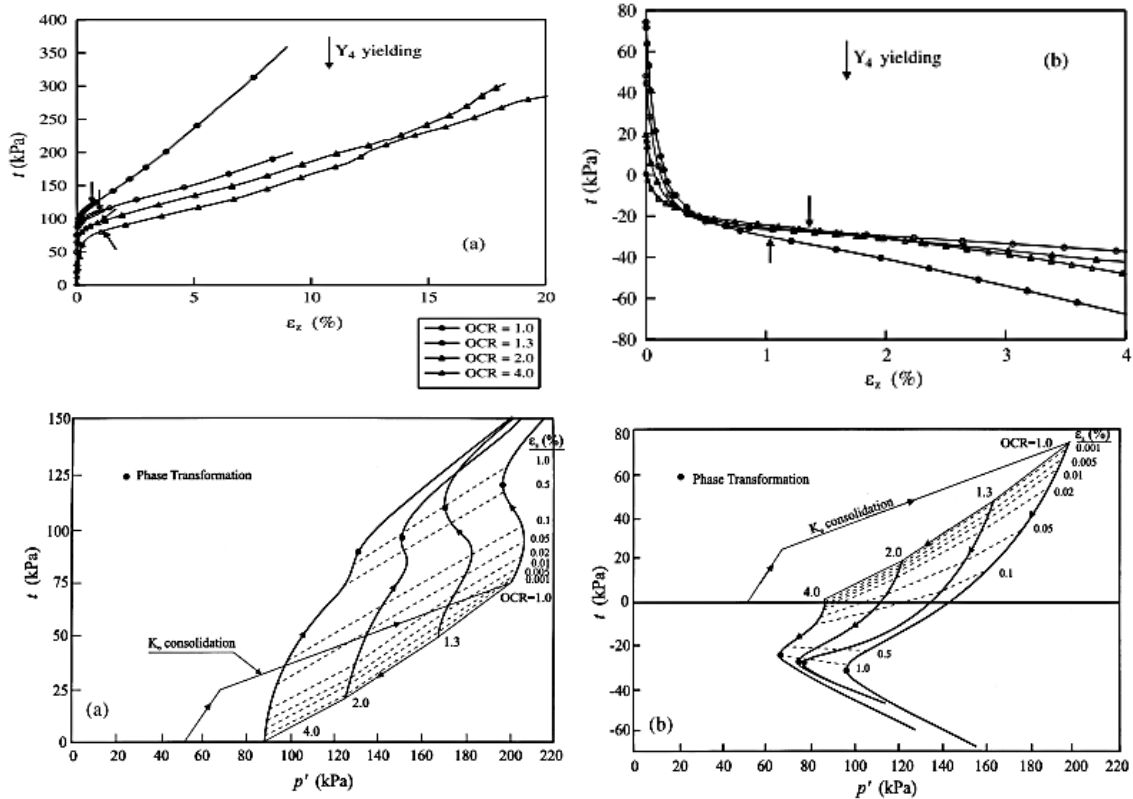 400
350
300
250
200
150
100
50
0
t (kPa)
Y4 yielding
(a)
0 5 10 15 20
εz (%)
OCR = 1.0
OCR = 1.3
OCR = 2.0
OCR = 4.0
80
60
40
20
0
-20
-40
-60
-80
t (kPa)
Y4 yielding
(b)
0 1 2 3 4
εz (%)
150
125
100
75
50
25
0
t (kPa)
Phase Transformation
εs (%)
1.0
0.5
0.1
0.05
0.02
0.01
0.005
0.001
OCR=1.0
1.3
2.0
4.0
Ko consolidation
(a)
0 20 40 60 80 100 120 140 160 180 200 220
p' (kPa)
80
60
40
20
0
-20
-40
-60
t (kPa)
Phase Transformation
OCR=1.0
εs (%)
0.001
0.005
0.01
0.02
0.05
0.1
0.5
1.0
1.3
2.0
4.0
Ko consolidation
(b)
0 20 40 60 80 100 120 140 160 180 200 220
p' (kPa)